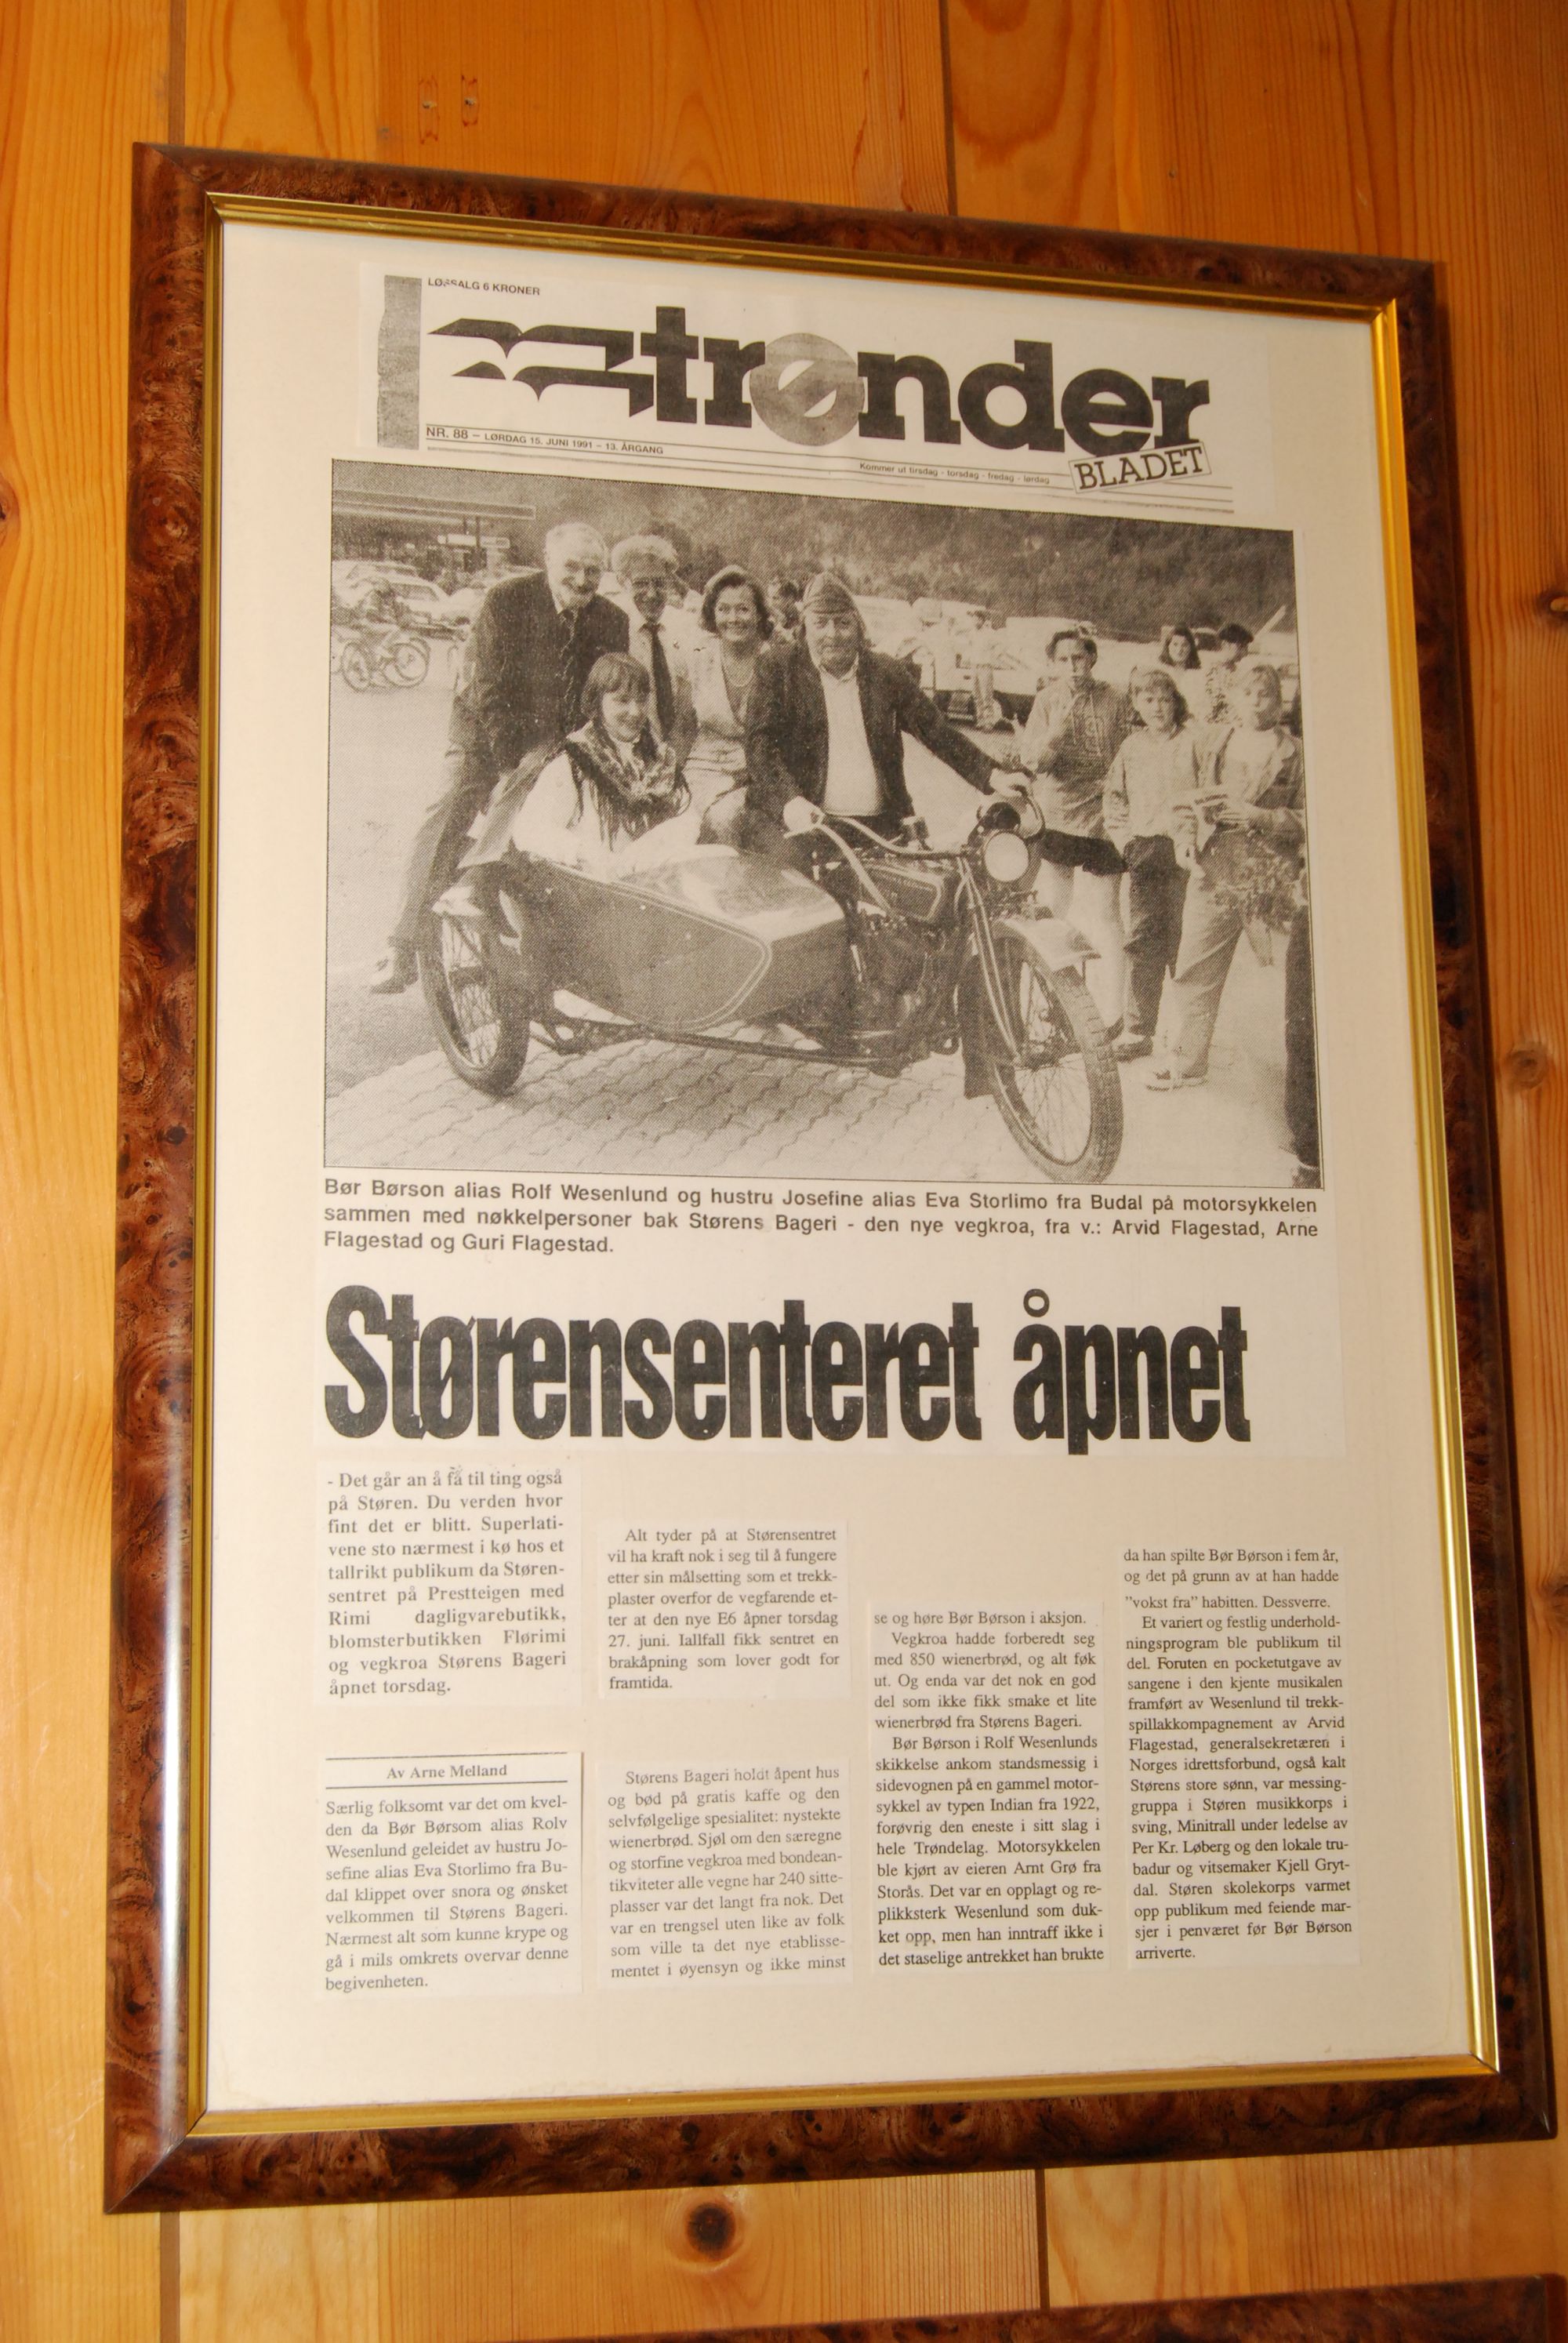 LØSSALG 6 KRONER
trønder
BLADET
NR. 88 – LØRDAG 15. JUNI 1991 – 13. ÅRGANG
Kommer ut tirsdag - torsdag - fredag - lørdag
Bør Børson alias Rolf Wesenlund og hustru Josefine alias Eva Storlimo fra Budal på motorsykkelen
sammen med nøkkelpersoner bak Størens Bageri - den nye vegkroa, fra v.: Arvid Flagestad, Arne
Flagestad og Guri Flagestad.
Størensenteret åpnet
- Det går an å få til ting også
på Støren. Du verden hvor
fint det er blitt. Superlati-
vene sto nærmest i kø hos et
tallrikt publikum da Støren-
sentret på Prestteigen med
Rimi dagligvarebutikk,
blomsterbutikken Flørimi
og vegkroa Størens Bageri
åpnet torsdag.
Av Arne Melland
Særlig folksomt var det om kvel-
den da Bør Børsom alias Rolv
Wesenlund geleidet av hustru Jo-
sefine alias Eva Storlimo fra Bu-
dal klippet over snora og ønsket
velkommen til Størens Bageri.
Nærmest alt som kunne krype og
gå i mils omkrets overvar denne
begivenheten.
Alt tyder på at Størensentret
vil ha kraft nok i seg til å fungere
etter sin målsetting som et trekk-
plaster overfor de vegfarende et-
ter at den nye E6 åpner torsdag
27. juni. Iallfall fikk sentret en
brakåpning som lover godt for
framtida.
Størens Bageri holdt åpent hus
og bød på gratis kaffe og den
selvfølgelige spesialitet: nystekte
wienerbrød. Sjøl om den særegne
og storfine vegkroa med bondean-
tikviteter alle vegne har 240 sitte-
plasser var det langt fra nok. Det
var en trengsel uten like av folk
som ville ta det nye etablisse-
mentet i øyensyn og ikke minst
se og høre Bør Børson i aksjon.
Vegkroa hadde forberedt seg
med 850 wienerbrød, og alt føk
ut. Og enda var det nok en god
del som ikke fikk smake et lite
wienerbrød fra Størens Bageri.
Bør Børson i Rolf Wesenlunds
skikkelse ankom standsmessig i
sidevognen på en gammel motor-
sykkel av typen Indian fra 1922,
forøvrig den eneste i sitt slag i
hele Trøndelag. Motorsykkelen
ble kjørt av eieren Arnt Grø fra
Storås. Det var en opplagt og re-
plikksterk Wesenlund som duk-
ket opp, men han inntraff ikke i
det staselige antrekket han brukte
da han spilte Bør Børson i fem år,
og det på grunn av at han hadde
"vokst fra" habitten. Dessverre.
Et variert og festlig underhold-
ningsprogram ble publikum til
del. Foruten en pocketutgave av
sangene i den kjente musikalen
framført av Wesenlund til trekk-
spillakkompagnement av Arvid
Flagestad, generalsekretæren i
Norges idrettsforbund, også kalt
Størens store sønn, var messing-
gruppa i Støren musikkorps i
sving, Minitrall under ledelse av
Per Kr. Løberg og den lokale tru-
badur og vitsemaker Kjell Gryt-
dal. Støren skolekorps varmet
opp publikum med feiende mar-
sjer i penværet før Bør Børson
arriverte.